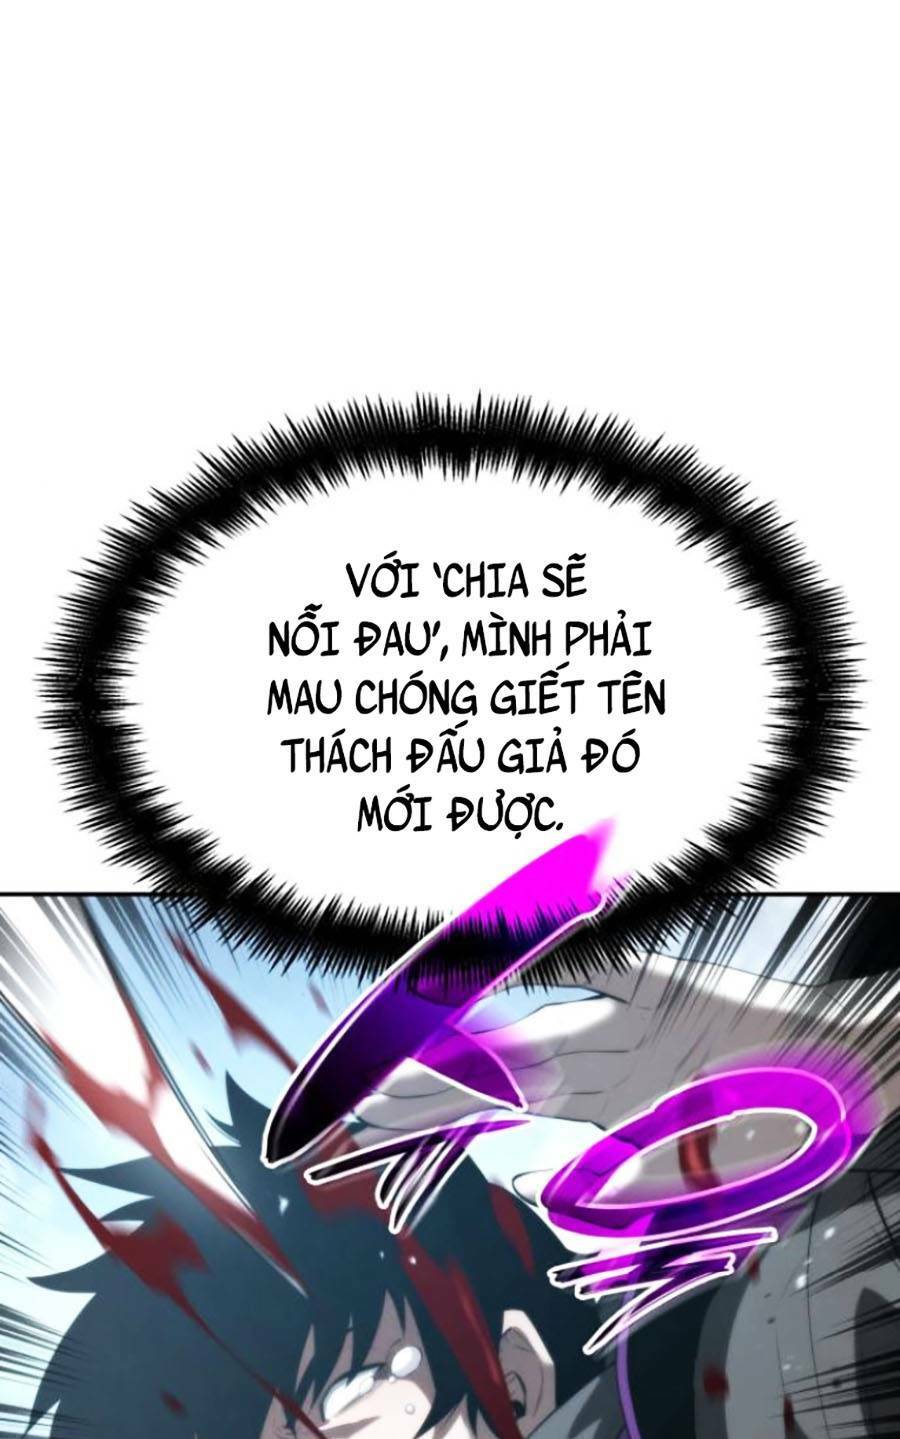 VỚI ‘CHIA SẼ
NỖI ĐAU’, MÌNH PHẢI
MAU CHÓNG GIẾT TÊN
THÁCH ĐẤU GIẢ ĐÓ
MỚI ĐƯỢC.